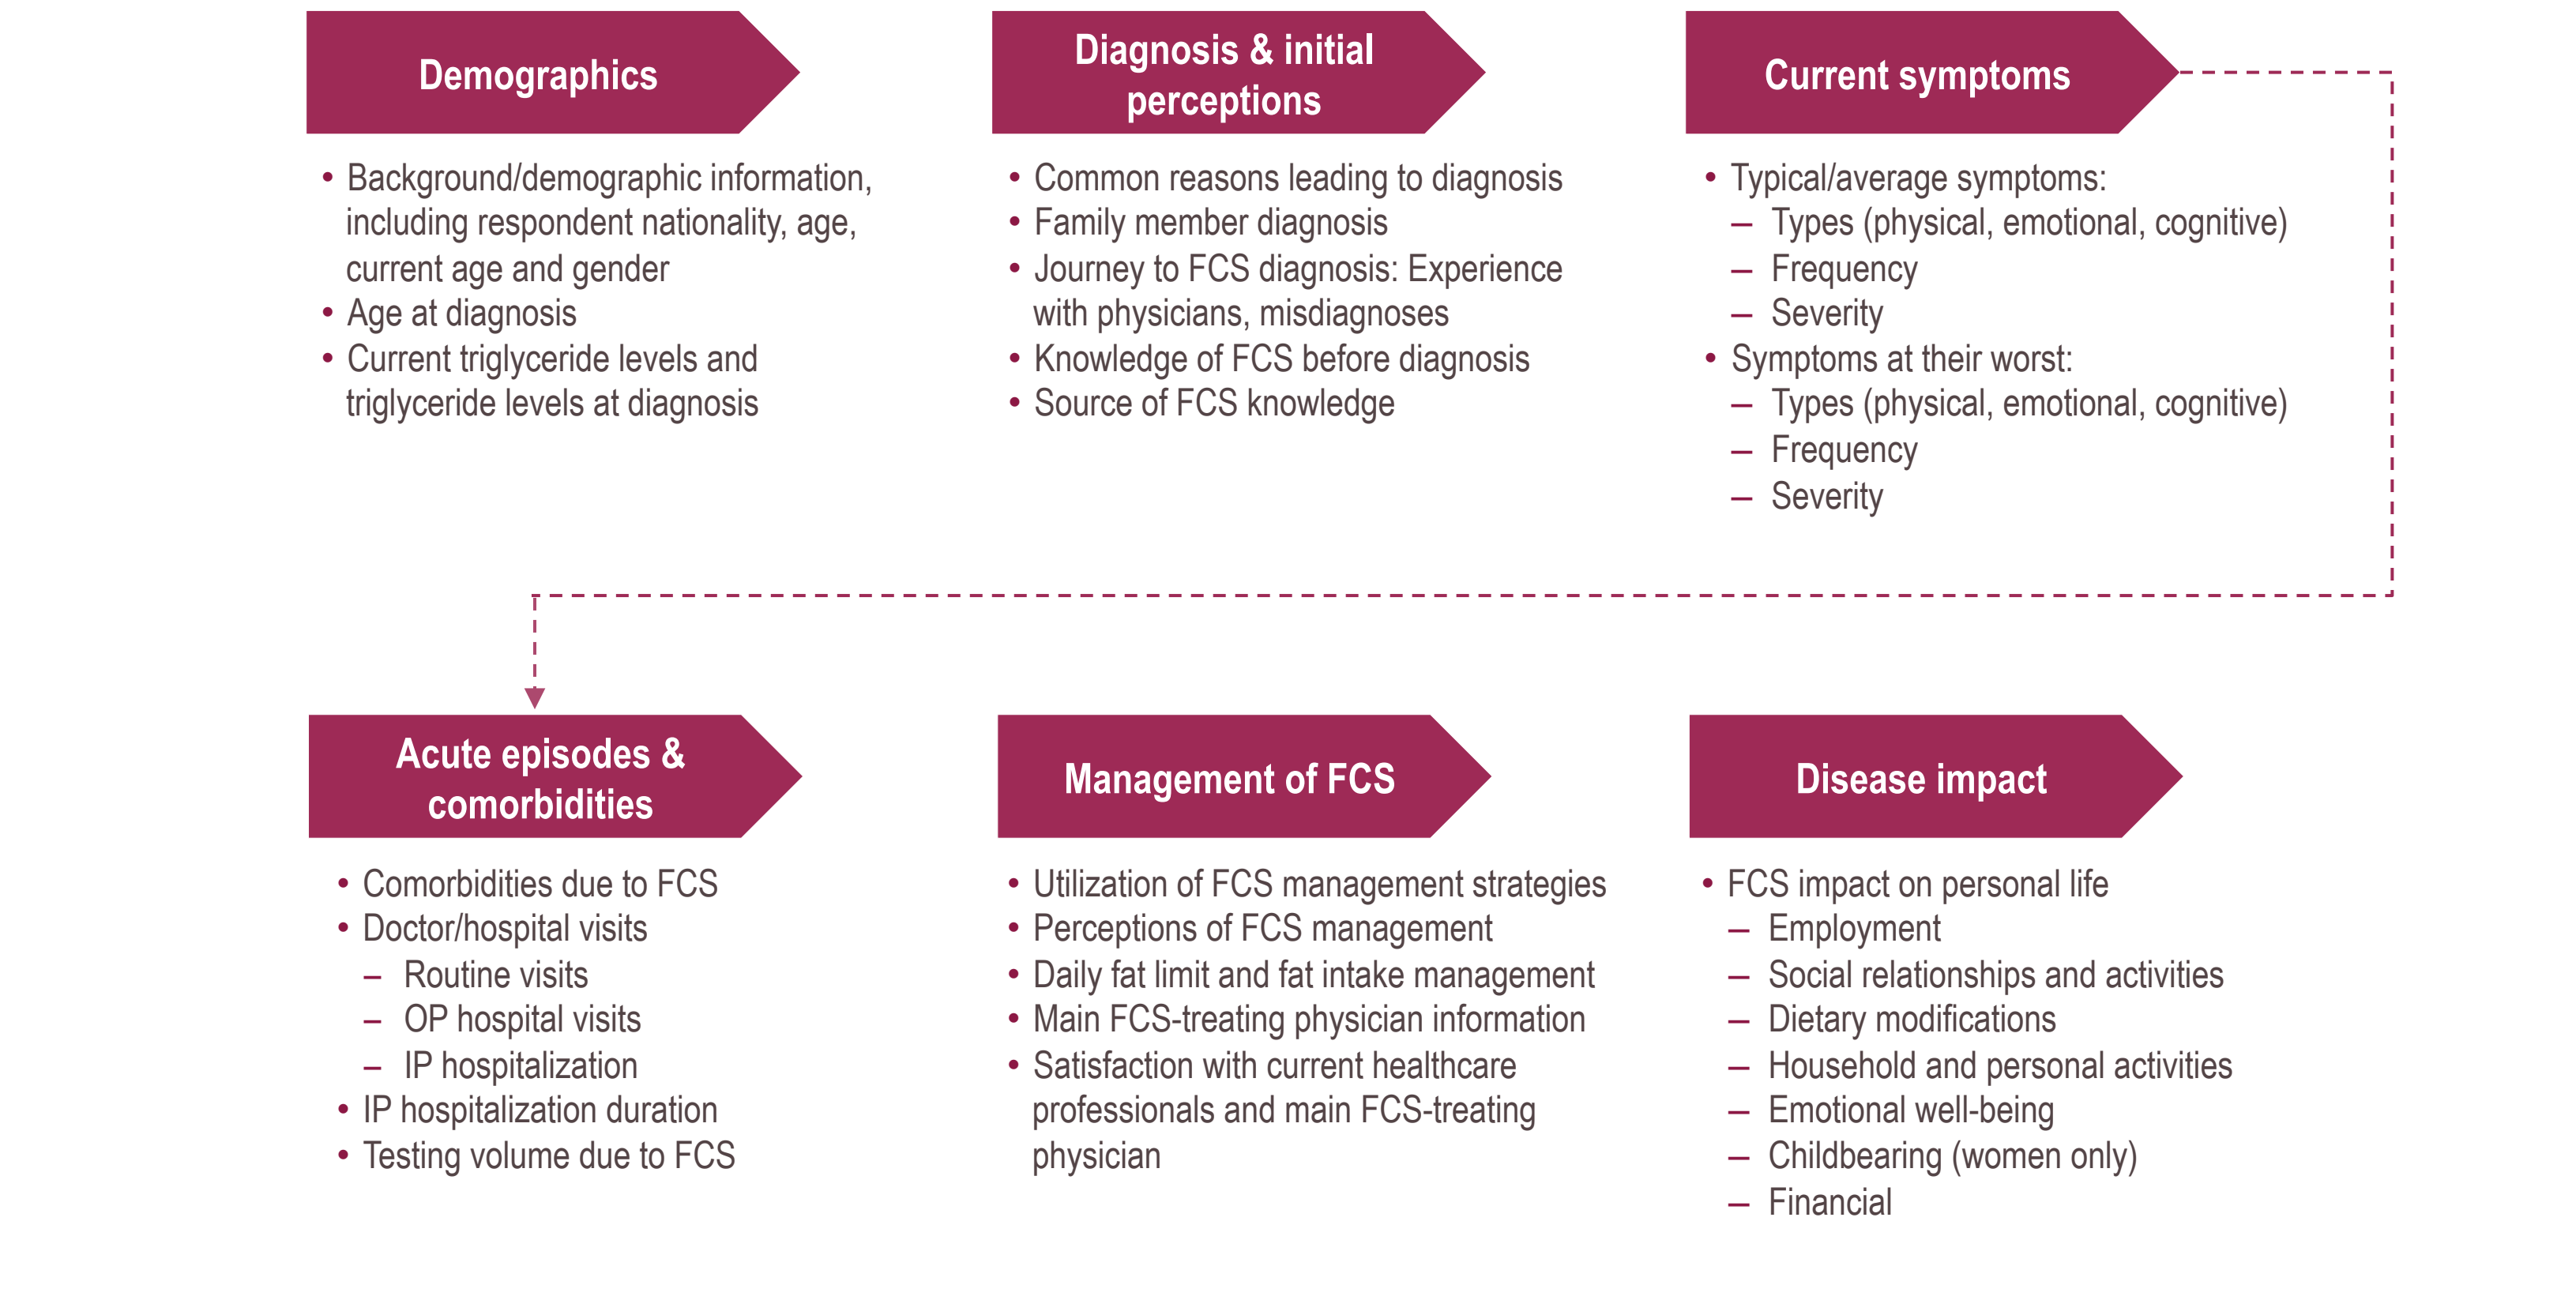 Demographics
• Background/demographic information,
including respondent nationality, age,
current age and gender
• Age at diagnosis
• Current triglyceride levels and
triglyceride levels at diagnosis
Diagnosis & initial
perceptions
• Common reasons leading to diagnosis
• Family member diagnosis
• Journey to FCS diagnosis: Experience
with physicians, misdiagnoses
• Knowledge of FCS before diagnosis
• Source of FCS knowledge
Current symptoms
• Typical/average symptoms:
– Types (physical, emotional, cognitive)
– Frequency
– Severity
• Symptoms at their worst:
– Types (physical, emotional, cognitive)
– Frequency
– Severity
Acute episodes &
comorbidities
• Comorbidities due to FCS
• Doctor/hospital visits
– Routine visits
– OP hospital visits
– IP hospitalization
• IP hospitalization duration
• Testing volume due to FCS
Management of FCS
• Utilization of FCS management strategies
• Perceptions of FCS management
• Daily fat limit and fat intake management
• Main FCS-treating physician information
• Satisfaction with current healthcare
professionals and main FCS-treating
physician
Disease impact
• FCS impact on personal life
– Employment
– Social relationships and activities
– Dietary modifications
– Household and personal activities
– Emotional well-being
– Childbearing (women only)
– Financial